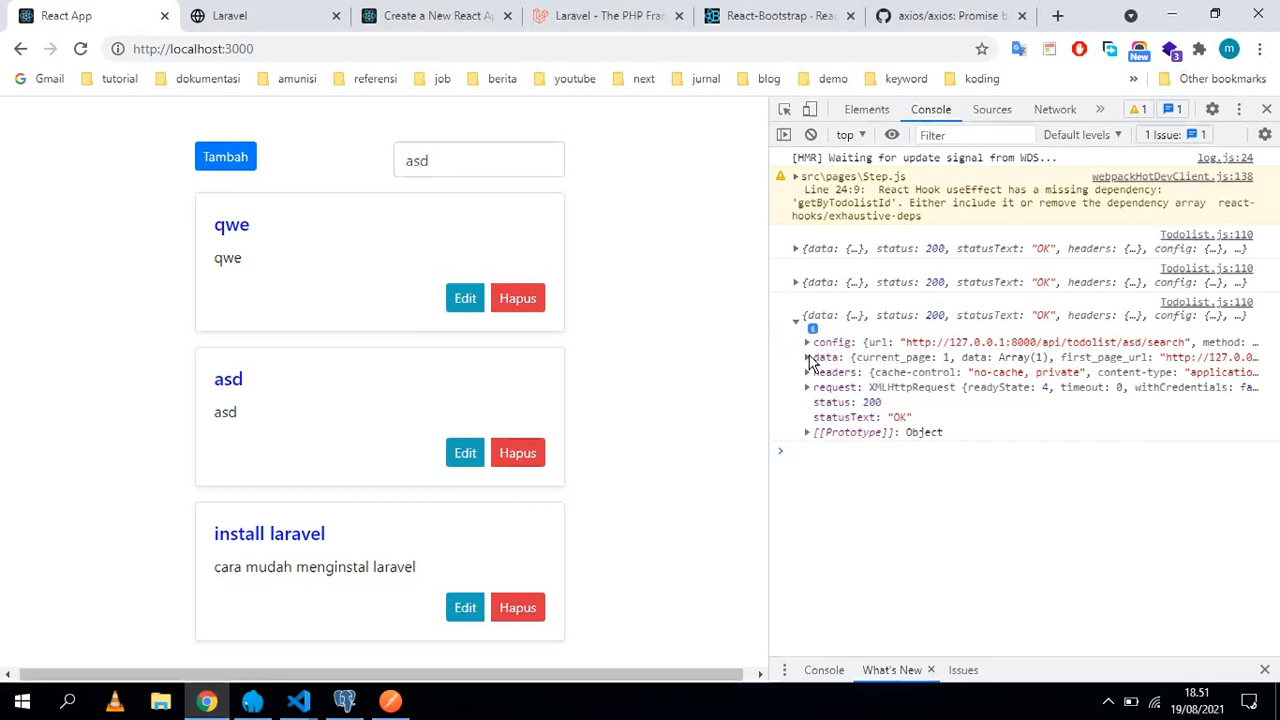 React App
Laravel
Create a New React Ap
Laravel - The PHP Fran
React-Bootstrap · Reac
axios/axios: Promise b
http://localhost:3000
New
3
m
Gmail
tutorial
dokumentasi
amunisi
referensi
job
berita
youtube
next
jurnal
blog
demo
keyword
koding
»
Other bookmarks
Tambah
asd
qwe
qwe
Edit
Hapus
asd
asd
Edit
Hapus
install laravel
cara mudah menginstal laravel
Edit
Hapus
Elements
Console
Sources
Network
»
1
1
top
Filter
Default levels
1 Issue:
1
[HMR] Waiting for update signal from WDS...
log.js:24
src\pages\Step.js
webpackHotDevClient.js:138
Line 24:9: React Hook useEffect has a missing dependency:
'getByTodolistId'. Either include it or remove the dependency array react-
hooks/exhaustive-deps
Todolist.js:110
{data: {…}, status: 200, statusText: "OK", headers: {…}, config: {…}, …}
Todolist.js:110
{data: {…}, status: 200, statusText: "OK", headers: {…}, config: {…}, …}
Todolist.js:110
{data: {…}, status: 200, statusText: "OK", headers: {…}, config: {…}, …}
i
config: {url: "http://127.0.0.1:8000/api/todolist/asd/search", method: …
data: {current_page: 1, data: Array(1), first_page_url: "http://127.0.0…
headers: {cache-control: "no-cache, private", content-type: "applicatio…
request: XMLHttpRequest {readyState: 4, timeout: 0, withCredentials: fa…
status: 200
statusText: "OK"
[[Prototype]]: Object
Console
What's New
Issues
18.51
19/08/2021